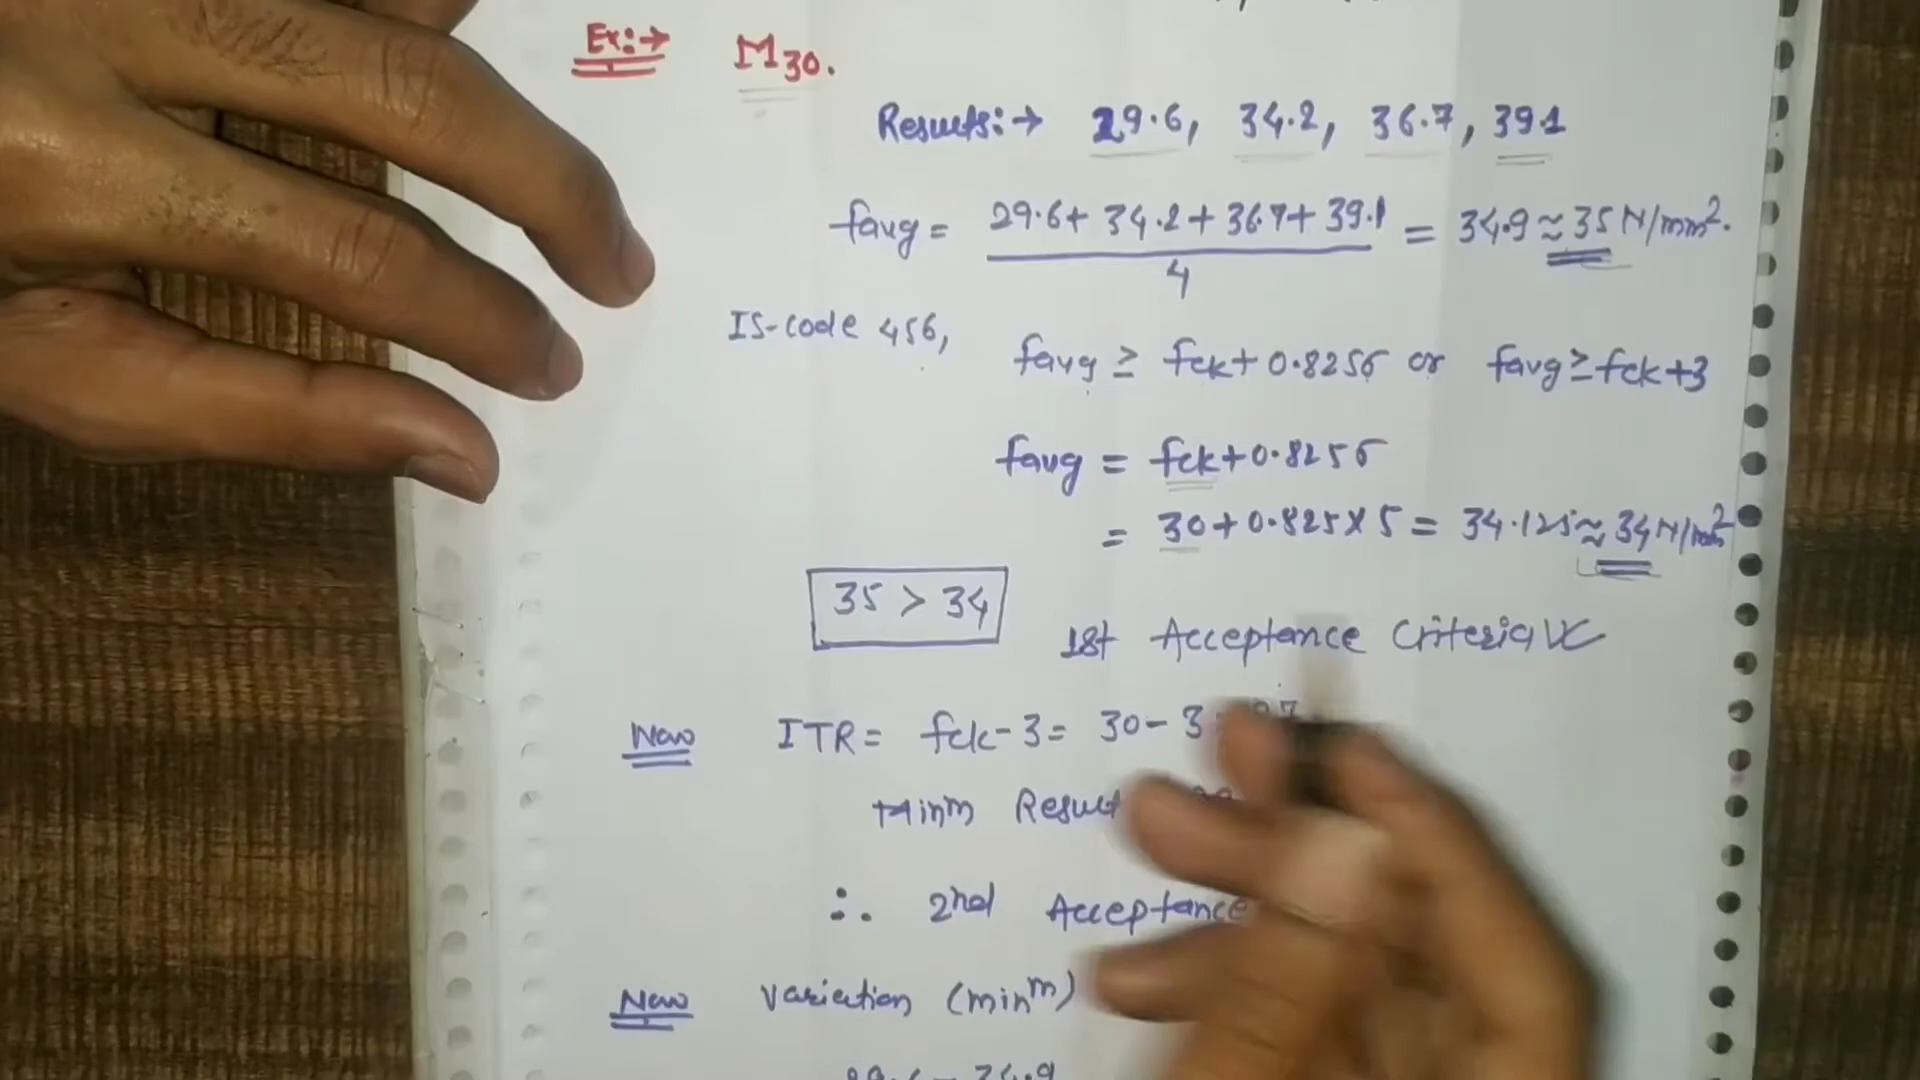 Ex:→ M30.
Results:→ 29.6, 34.2, 36.7, 39.1
favg = 29.6+ 34.2+ 36.7+ 39.1 / 4 = 34.9 ≈ 35 N/mm².
IS-code 456,
favg ≥ fck+0.825σ or favg ≥ fck+3
favg = fck+0.825σ
= 30+0.825×5 = 34.125 ≈ 34 N/mm²
35 > 34
1st Acceptance Criteria
Now ITR = fck-3 = 30-3
Minm Result
∴ 2nd Acceptance
Now Variation (minm)